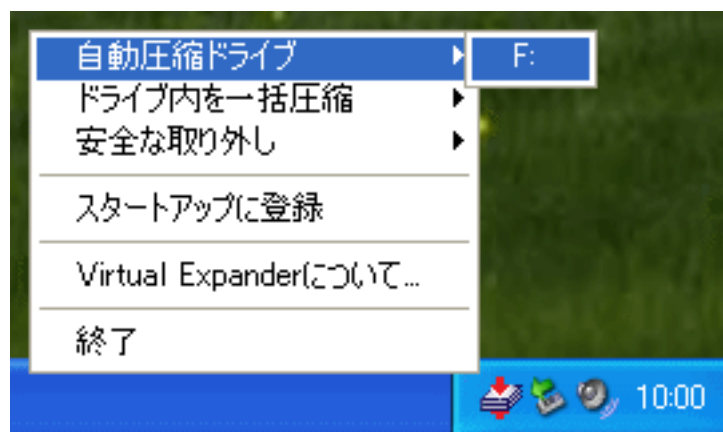 自動圧縮ドライブ
F:
ドライブ内を一括圧縮
安全な取り外し
スタートアップに登録
Virtual Expanderについて...
終了
10:00